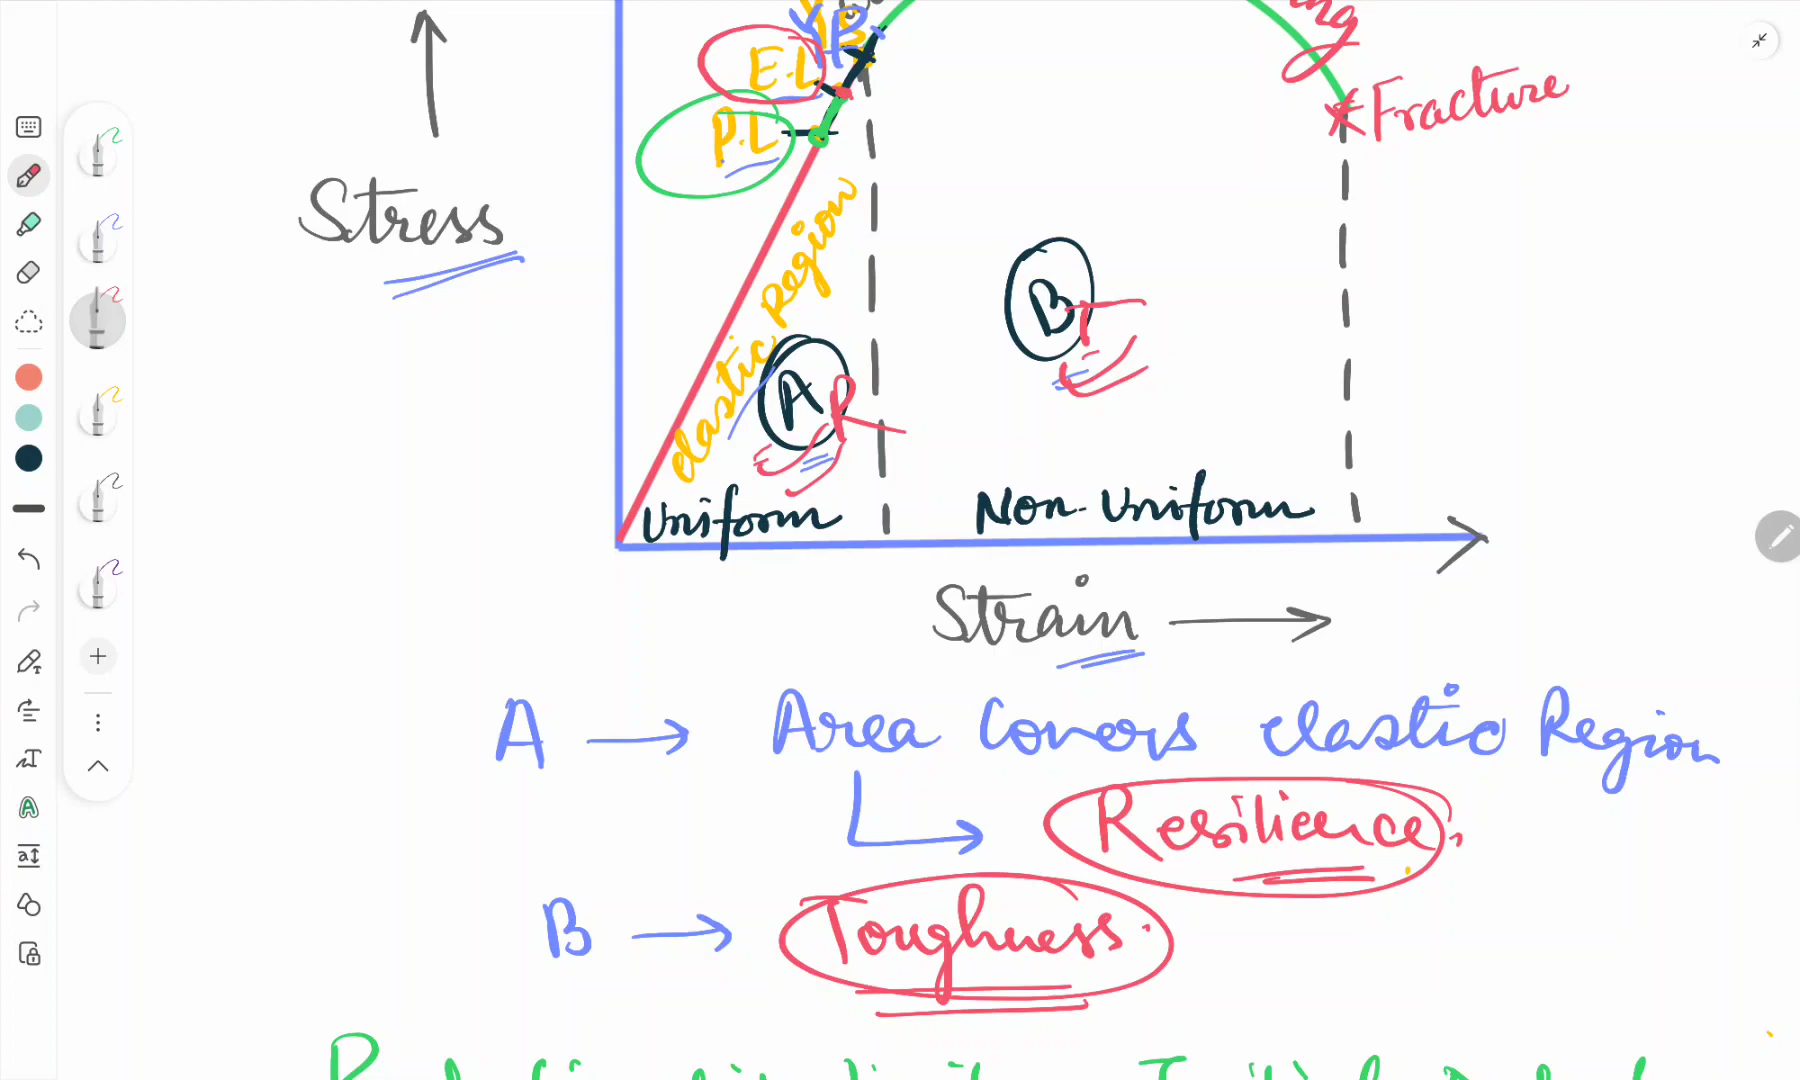 Y.P
E.L
P.L
Fracture
Stress
elastic Region
B
T
A
R
Uniform
Non-Uniform
Strain
A → Area Covers elastic Region
Resilience.
B → Toughness.